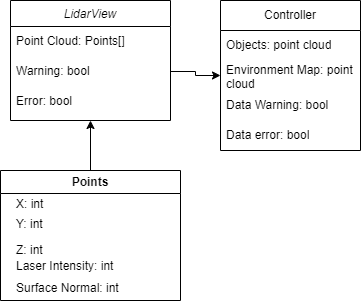 LidarView
Point Cloud: Points[]
Warning: bool
Error: bool
Controller
Objects: point cloud
Environment Map: point
cloud
Data Warning: bool
Data error: bool
Points
X: int
Y: int
Z: int
Laser Intensity: int
Surface Normal: int